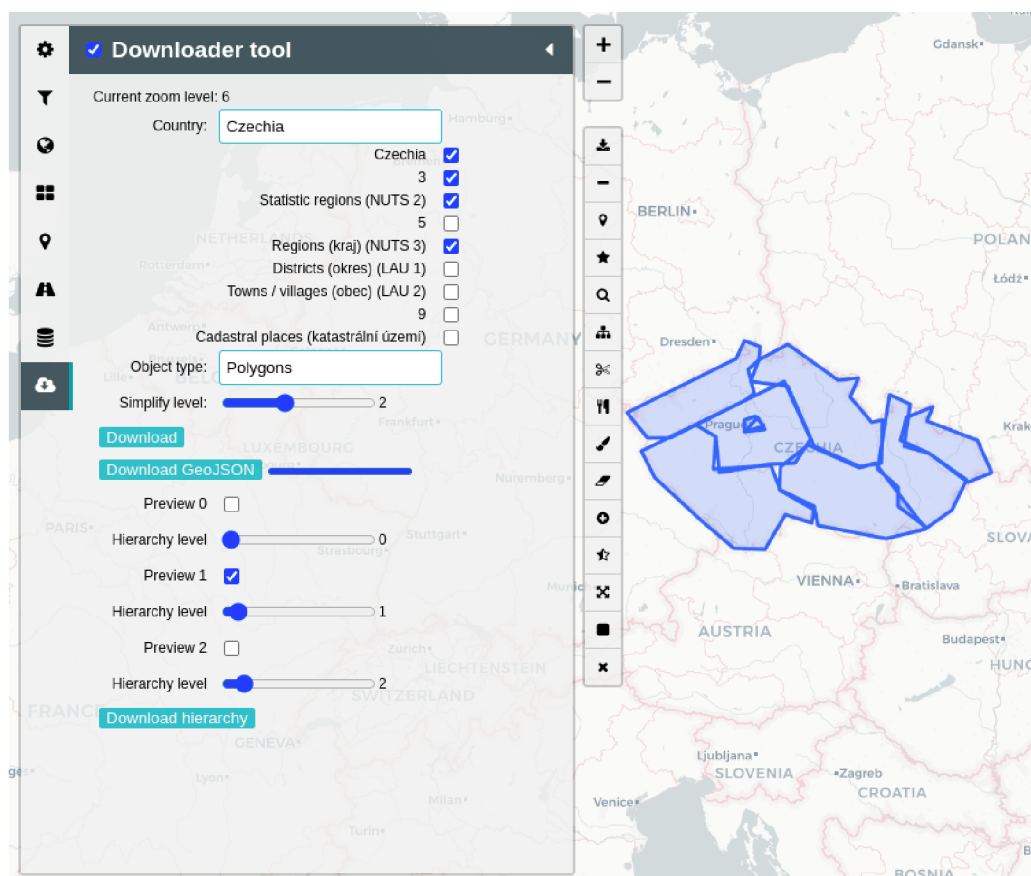 Downloader tool
Current zoom level: 6
Country: Czechia
Czechia
3
Statistic regions (NUTS 2)
5
Regions (kraj) (NUTS 3)
Districts (okres) (LAU 1)
Towns / villages (obec) (LAU 2)
9
Cadastral places (katastrální území)
Object type: Polygons
Simplify level: 2
Download
Download GeoJSON
Preview 0
Hierarchy level 0
Preview 1
Hierarchy level 1
Preview 2
Hierarchy level 2
Download hierarchy
Gdansk
Hamburg
BERLIN
POLAN
NETHERLANDS
Rotterdam
Łódź
Antwerp
GERMANY
Dresden
Lille
Frankfurt
Prague
Krak
CZECHIA
LUXEMBOURG
Nuremberg
PARIS
Stuttgart
Strasbourg
SLOV
Munic
VIENNA
Bratislava
AUSTRIA
Budapest
Zurich
LIECHTENSTEIN
HUNG
SWITZERLAND
FRANCE
GENEVA
Ljubljana
SLOVENIA
Zagreb
CROATIA
Lyon
Milan
Venice
Turin
BOSNIA